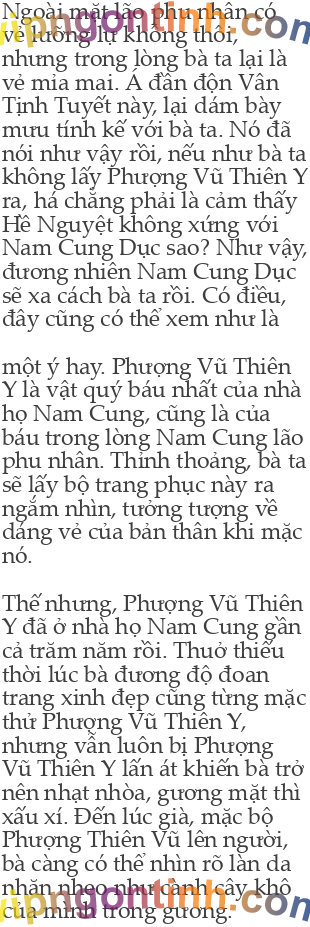 Ngoài mặt lão phu nhân có
vẻ lưỡng lự không thôi,
nhưng trong lòng bà ta lại là
vẻ mỉa mai. Á đần độn Vân
Tịnh Tuyết này, lại dám bày
mưu tính kế với bà ta. Nó đã
nói như vậy rồi, nếu như bà ta
không lấy Phượng Vũ Thiên Y
ra, há chẳng phải là cảm thấy
Hề Nguyệt không xứng với
Nam Cung Dục sao? Như vậy,
đương nhiên Nam Cung Dục
sẽ xa cách bà ta rồi. Có điều,
đây cũng có thể xem như là
một ý hay. Phượng Vũ Thiên
Y là vật quý báu nhất của nhà
họ Nam Cung, cũng là của
báu trong lòng Nam Cung lão
phu nhân. Thỉnh thoảng, bà ta
sẽ lấy bộ trang phục này ra
ngắm nhìn, tưởng tượng về
dáng vẻ của bản thân khi mặc
nó.
Thế nhưng, Phượng Vũ Thiên
Y đã ở nhà họ Nam Cung gần
cả trăm năm rồi. Thuở thiếu
thời lúc bà đương độ đoan
trang xinh đẹp cũng từng mặc
thử Phượng Vũ Thiên Y,
nhưng vẫn luôn bị Phượng
Vũ Thiên Y lấn át khiến bà trở
nên nhạt nhòa, gương mặt thì
xấu xí. Đến lúc già, mặc bộ
Phượng Thiên Vũ lên người,
bà càng có thể nhìn rõ làn da
nhăn nheo như cành cây khô
của mình trong gương.
vipngontinh.com
vipngontinh.com